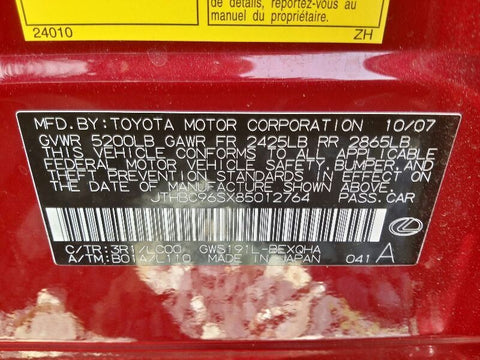 de détails, reportez-vous au
manuel du propriétaire.
24010 ZH
MFD. BY: TOYOTA MOTOR CORPORATION 10/07
GVWR 5200LB GAWR FR 2425LB RR 2865LB
THIS VEHICLE CONFORMS TO ALL APPLICABLE
FEDERAL MOTOR VEHICLE SAFETY, BUMPER, AND
THEFT PREVENTION STANDARDS IN EFFECT ON
THE DATE OF MANUFACTURE SHOWN ABOVE.
JTHBC96SX85012764 PASS.CAR
C/TR: 3R1/LC00 GWS191L-BEXQHA
A/TM: B01A/L110 MADE IN JAPAN 041 A